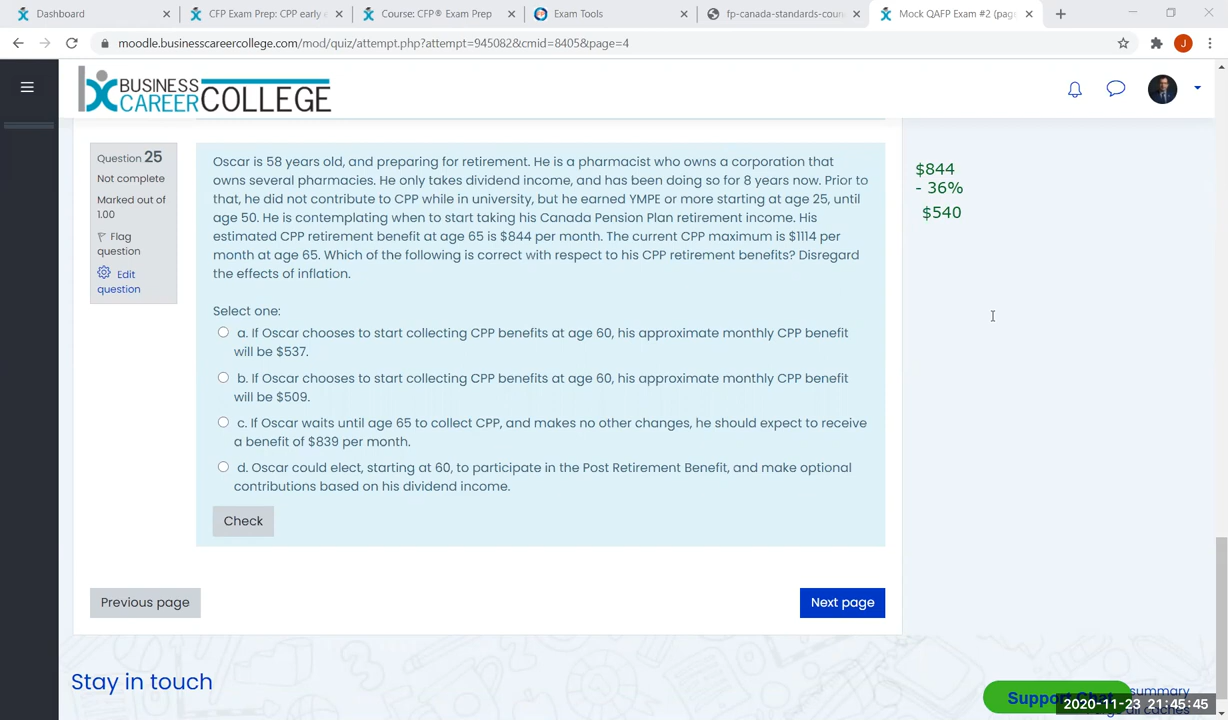 Dashboard
CFP Exam Prep: CPP early e
Course: CFP® Exam Prep
Exam Tools
fp-canada-standards-coun
Mock QAFP Exam #2 (pag
moodle.businesscareercollege.com/mod/quiz/attempt.php?attempt=945082&cmid=8405&page=4
J
BUSINESS
CAREER COLLEGE
Question 25
Not complete
Marked out of
1.00
Flag
question
Edit
question
Oscar is 58 years old, and preparing for retirement. He is a pharmacist who owns a corporation that
owns several pharmacies. He only takes dividend income, and has been doing so for 8 years now. Prior to
that, he did not contribute to CPP while in university, but he earned YMPE or more starting at age 25, until
age 50. He is contemplating when to start taking his Canada Pension Plan retirement income. His
estimated CPP retirement benefit at age 65 is $844 per month. The current CPP maximum is $1114 per
month at age 65. Which of the following is correct with respect to his CPP retirement benefits? Disregard
the effects of inflation.
Select one:
a. If Oscar chooses to start collecting CPP benefits at age 60, his approximate monthly CPP benefit
will be $537.
b. If Oscar chooses to start collecting CPP benefits at age 60, his approximate monthly CPP benefit
will be $509.
c. If Oscar waits until age 65 to collect CPP, and makes no other changes, he should expect to receive
a benefit of $839 per month.
d. Oscar could elect, starting at 60, to participate in the Post Retirement Benefit, and make optional
contributions based on his dividend income.
Check
$844
- 36%
$540
Previous page
Next page
Stay in touch
Support Chat
summary
all caches
2020-11-23 21:45:45